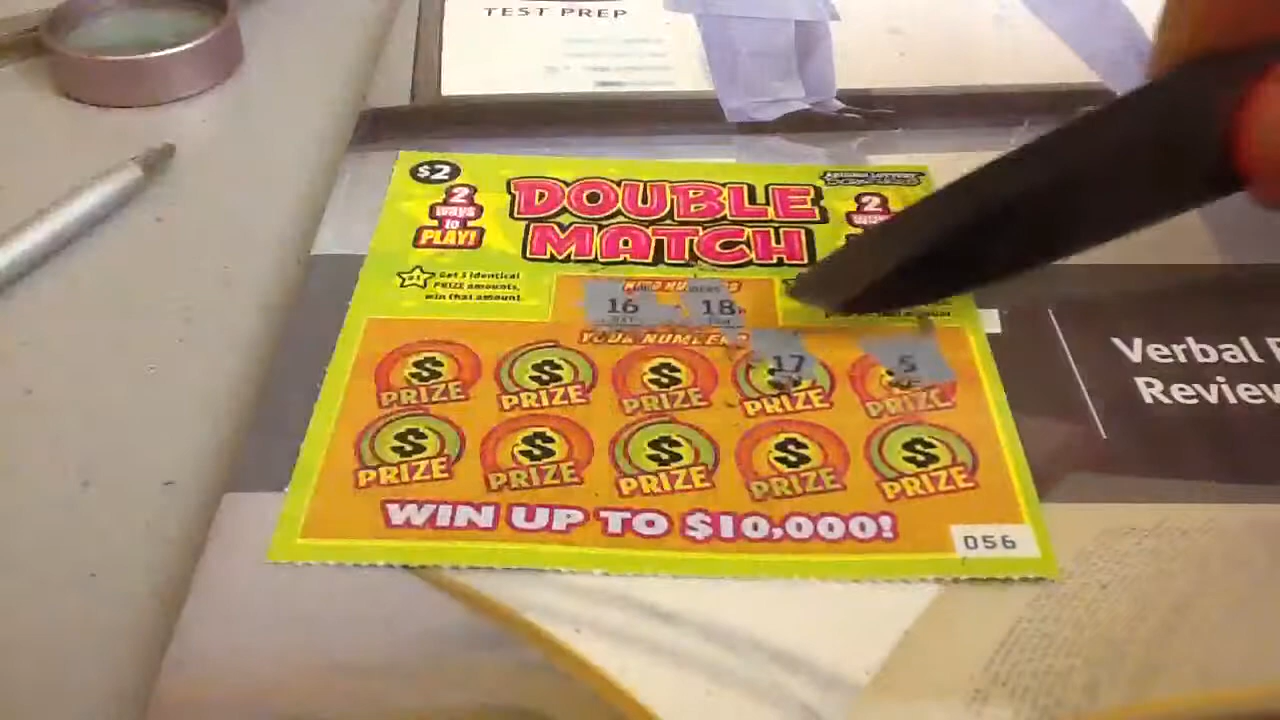 TEST PREP
$2
2
ways
to
PLAY!
DOUBLE
MATCH
2
#1 Get 3 identical
PRIZE amounts,
win that amount.
16 18
YOUR NUMBERS
17 5
$ $ $
PRIZE PRIZE PRIZE PRIZE PRIZE
$ $ $ $ $
PRIZE PRIZE PRIZE PRIZE PRIZE
WIN UP TO $10,000!
056
Verbal
Review